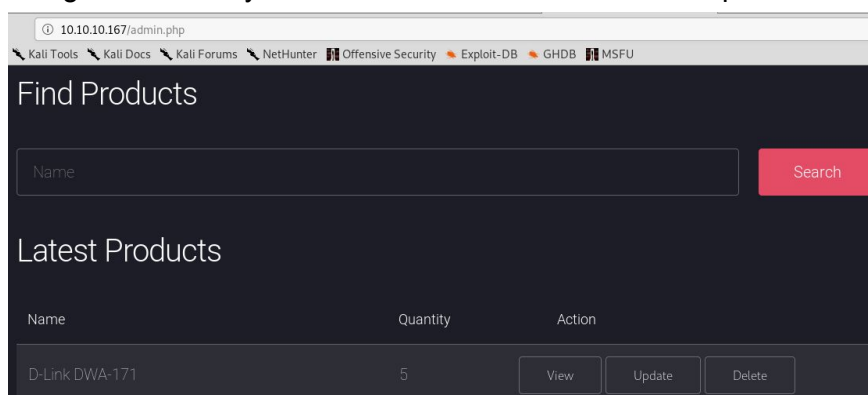 10.10.10.167/admin.php
Kali Tools Kali Docs Kali Forums NetHunter Offensive Security Exploit-DB GHDB MSFU
Find Products
Name Search
Latest Products
Name Quantity Action
D-Link DWA-171 5 View Update Delete